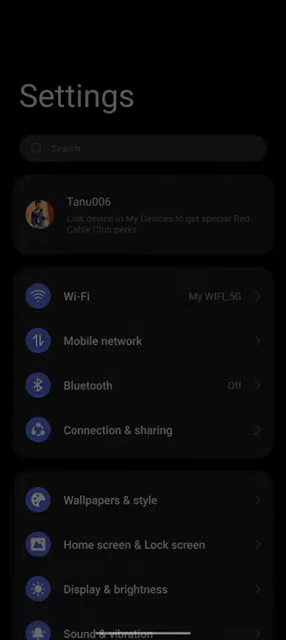 Settings
Search
Tanu006
Link device in My Devices to get special Red
Cable Club perks
Wi-Fi
My WIFI_5G
Mobile network
Bluetooth
Off
Connection & sharing
Wallpapers & style
Home screen & Lock screen
Display & brightness
Sound & vibration